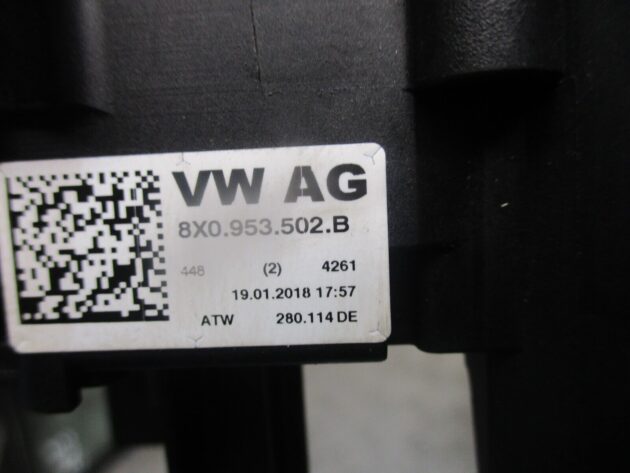 VW AG
8X0.953.502.B
448 (2) 4261
19.01.2018 17:57
ATW 280.114 DE